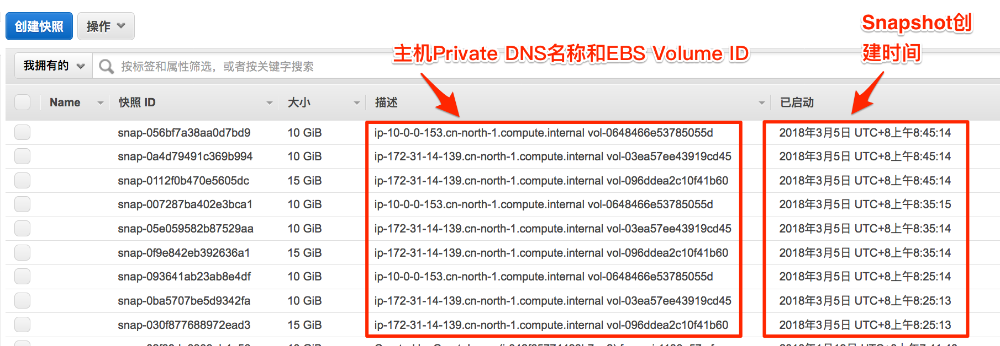 创建快照 操作
Snapshot创
建时间
主机Private DNS名称和EBS Volume ID
我拥有的 按标签和属性筛选，或者按关键字搜索
Name 快照 ID 大小 描述 已启动
snap-056bf7a38aa0d7bd9 10 GiB ip-10-0-0-153.cn-north-1.compute.internal vol-0648466e53785055d 2018年3月5日 UTC+8上午8:45:14
snap-0a4d79491c369b994 10 GiB ip-172-31-14-139.cn-north-1.compute.internal vol-03ea57ee43919cd45 2018年3月5日 UTC+8上午8:45:14
snap-0112f0b470e5605dc 15 GiB ip-172-31-14-139.cn-north-1.compute.internal vol-096ddea2c10f41b60 2018年3月5日 UTC+8上午8:45:14
snap-007287ba402e3bca1 10 GiB ip-10-0-0-153.cn-north-1.compute.internal vol-0648466e53785055d 2018年3月5日 UTC+8上午8:35:15
snap-05e059582b87529aa 10 GiB ip-172-31-14-139.cn-north-1.compute.internal vol-03ea57ee43919cd45 2018年3月5日 UTC+8上午8:35:14
snap-0f9e842eb392636a1 15 GiB ip-172-31-14-139.cn-north-1.compute.internal vol-096ddea2c10f41b60 2018年3月5日 UTC+8上午8:35:14
snap-093641ab23ab8e4df 10 GiB ip-10-0-0-153.cn-north-1.compute.internal vol-0648466e53785055d 2018年3月5日 UTC+8上午8:25:14
snap-0ba5707be5d9342fa 10 GiB ip-172-31-14-139.cn-north-1.compute.internal vol-03ea57ee43919cd45 2018年3月5日 UTC+8上午8:25:13
snap-030f877688972ead3 15 GiB ip-172-31-14-139.cn-north-1.compute.internal vol-096ddea2c10f41b60 2018年3月5日 UTC+8上午8:25:13